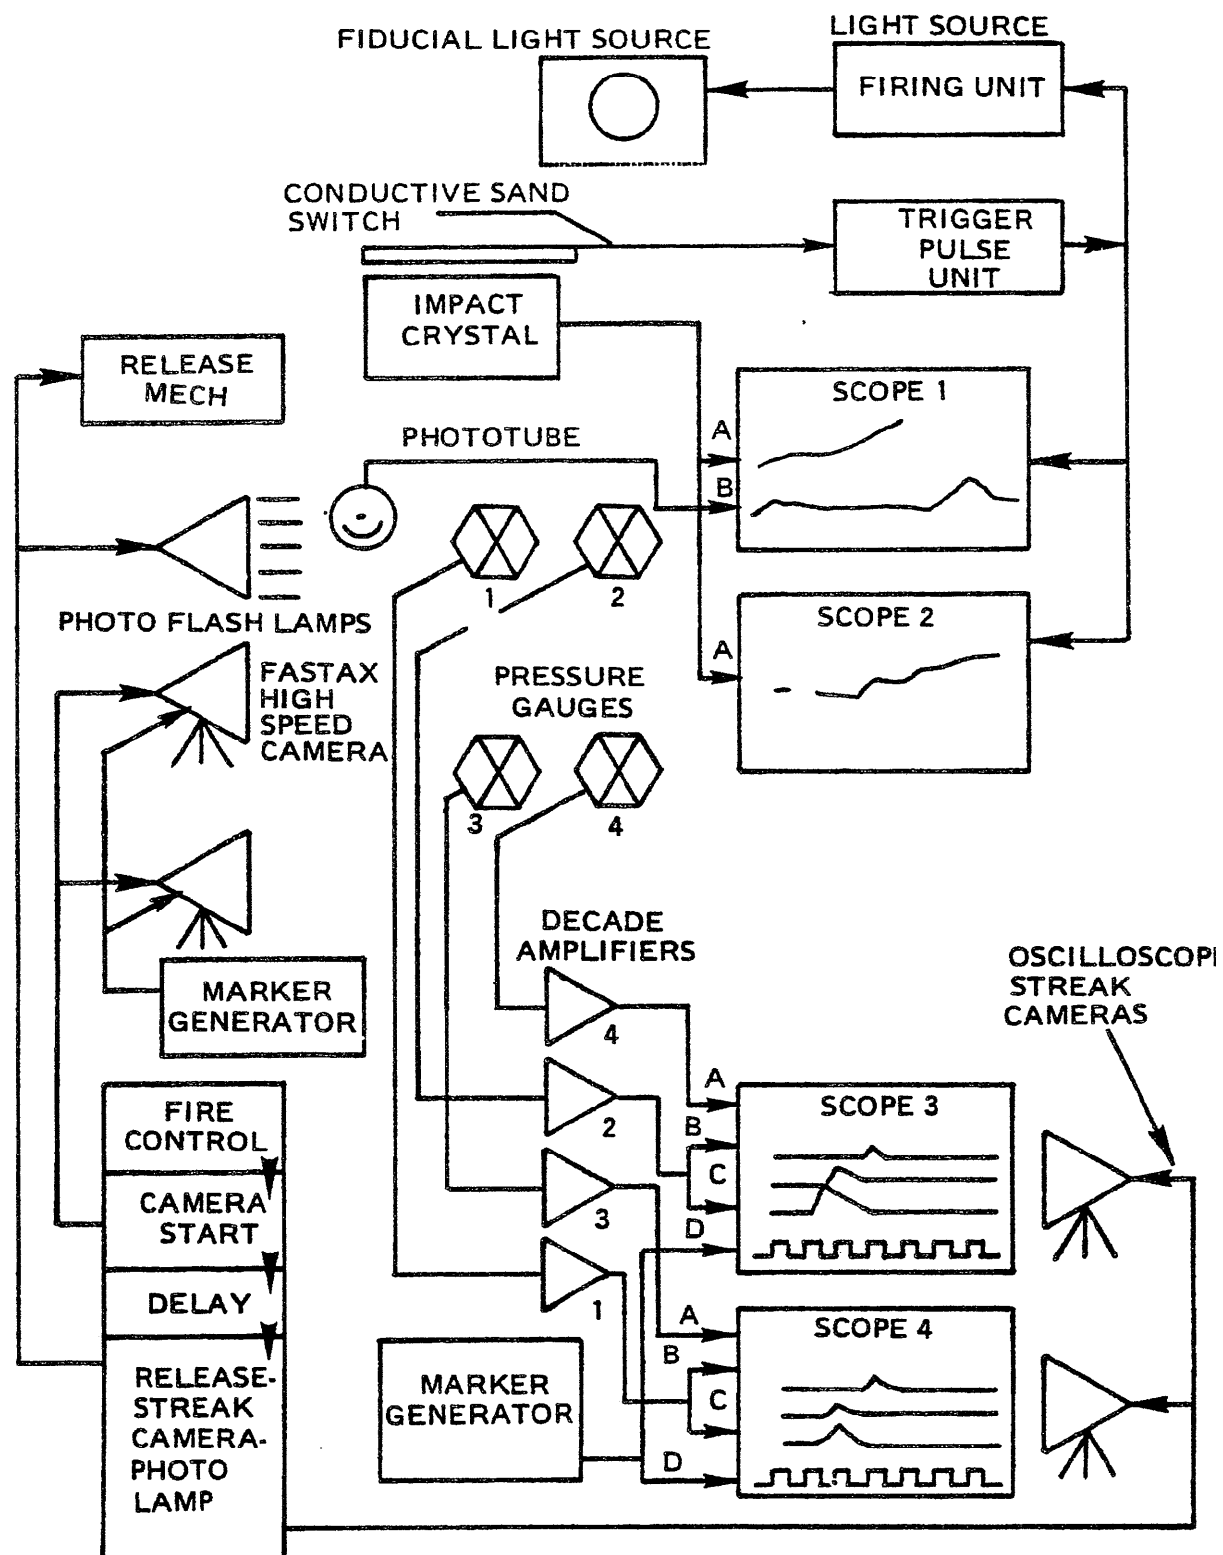 LIGHT SOURCE
FIDUCIAL LIGHT SOURCE
FIRING UNIT
CONDUCTIVE SAND
SWITCH
TRIGGER
PULSE
UNIT
IMPACT
CRYSTAL
RELEASE
MECH
SCOPE 1
A
B
PHOTOTUBE
1
2
PHOTO FLASH LAMPS
SCOPE 2
A
FASTAX
HIGH
SPEED
CAMERA
PRESSURE
GAUGES
3
4
DECADE
AMPLIFIERS
OSCILLOSCOPE
STREAK
CAMERAS
MARKER
GENERATOR
4
2
3
1
A
B
C
D
SCOPE 3
FIRE
CONTROL
CAMERA
START
DELAY
RELEASE-
STREAK
CAMERA-
PHOTO
LAMP
MARKER
GENERATOR
A
B
C
D
SCOPE 4